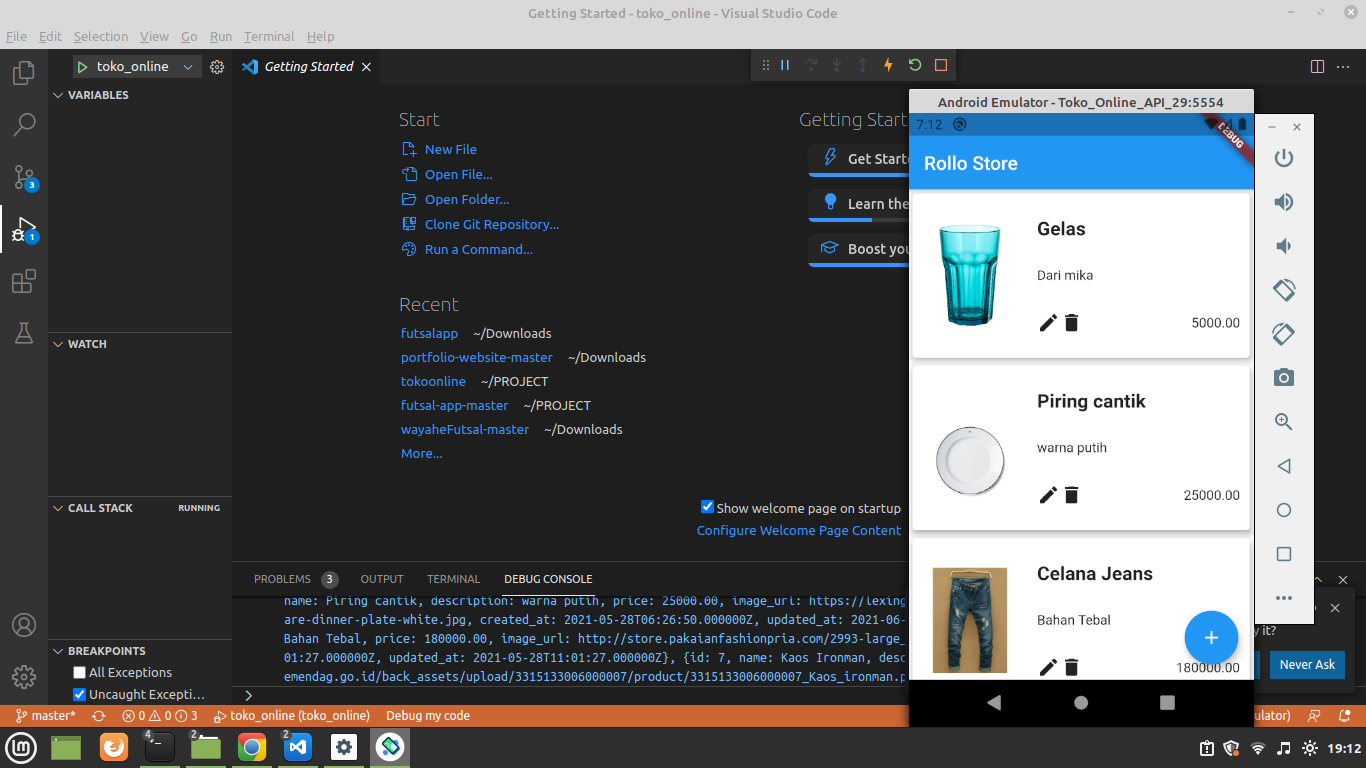 Getting Started - toko_online - Visual Studio Code
File Edit Selection View Go Run Terminal Help
toko_online
Getting Started
VARIABLES
WATCH
CALL STACK RUNNING
BREAKPOINTS
All Exceptions
Uncaught Excepti…
Start
New File
Open File...
Open Folder...
Clone Git Repository...
Run a Command...
Recent
futsalapp ~/Downloads
portfolio-website-master ~/Downloads
tokoonline ~/PROJECT
futsal-app-master ~/PROJECT
wayaheFutsal-master ~/Downloads
More...
Getting Start
Get Starte
Learn the
Boost you
Show welcome page on startup
Configure Welcome Page Content
PROBLEMS 3 OUTPUT TERMINAL DEBUG CONSOLE
name: Piring cantik, description: warna putih, price: 25000.00, image_url: https://lexing
are-dinner-plate-white.jpg, created_at: 2021-05-28T06:26:50.000000Z, updated_at: 2021-06-
Bahan Tebal, price: 180000.00, image_url: http://store.pakaianfashionpria.com/2993-large_
01:27.000000Z, updated_at: 2021-05-28T11:01:27.000000Z}, {id: 7, name: Kaos Ironman, desc
emendag.go.id/back_assets/upload/3315133006000007/product/3315133006000007_Kaos_ironman.p
Android Emulator - Toko_Online_API_29:5554
7:12
DEBUG
Rollo Store
Gelas
Dari mika
5000.00
Piring cantik
warna putih
25000.00
Celana Jeans
Bahan Tebal
180000.00
y it?
Never Ask
3
1
master* 0 0 3 toko_online (toko_online) Debug my code
ulator)
4 2 2
19:12